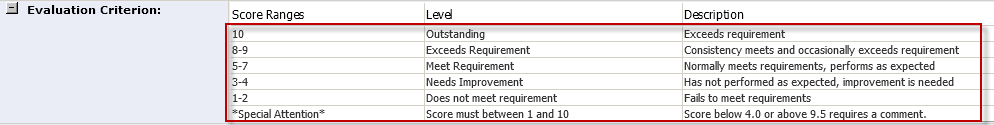 Evaluation Criterion:
Score Ranges Level Description
10 Outstanding Exceeds requirement
8-9 Exceeds Requirement Consistency meets and occasionally exceeds requirement
5-7 Meet Requirement Normally meets requirements, performs as expected
3-4 Needs Improvement Has not performed as expected, improvement is needed
1-2 Does not meet requirement Fails to meet requirements
*Special Attention* Score must between 1 and 10 Score below 4.0 or above 9.5 requires a comment.